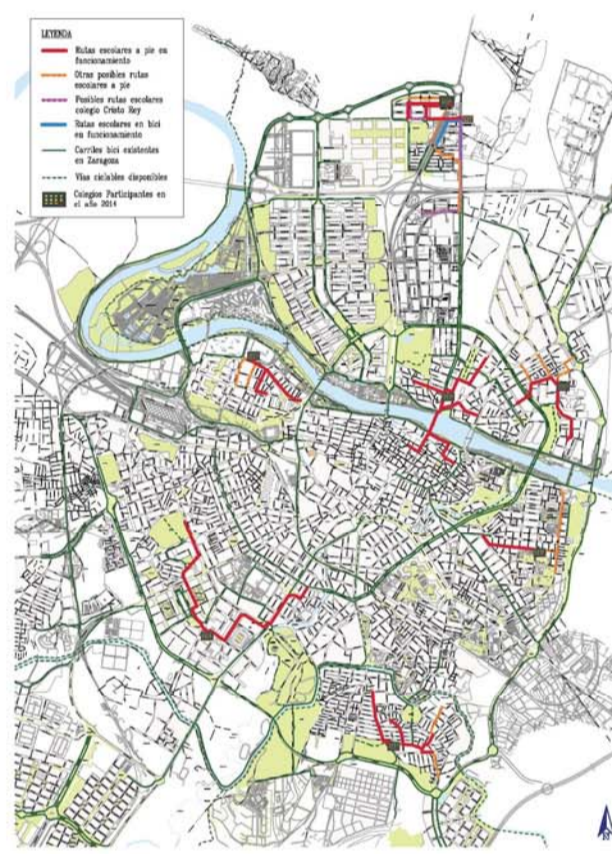 LEYENDA
Rutas escolares a pie en
funcionamiento
Otras posibles rutas
escolares a pie
Posibles rutas escolares
colegio Cristo Rey
Rutas escolares en bici
en funcionamiento
Carriles bici existentes
en Zaragoza
Vías ciclables disponibles
Colegios Participantes en
el año 2014